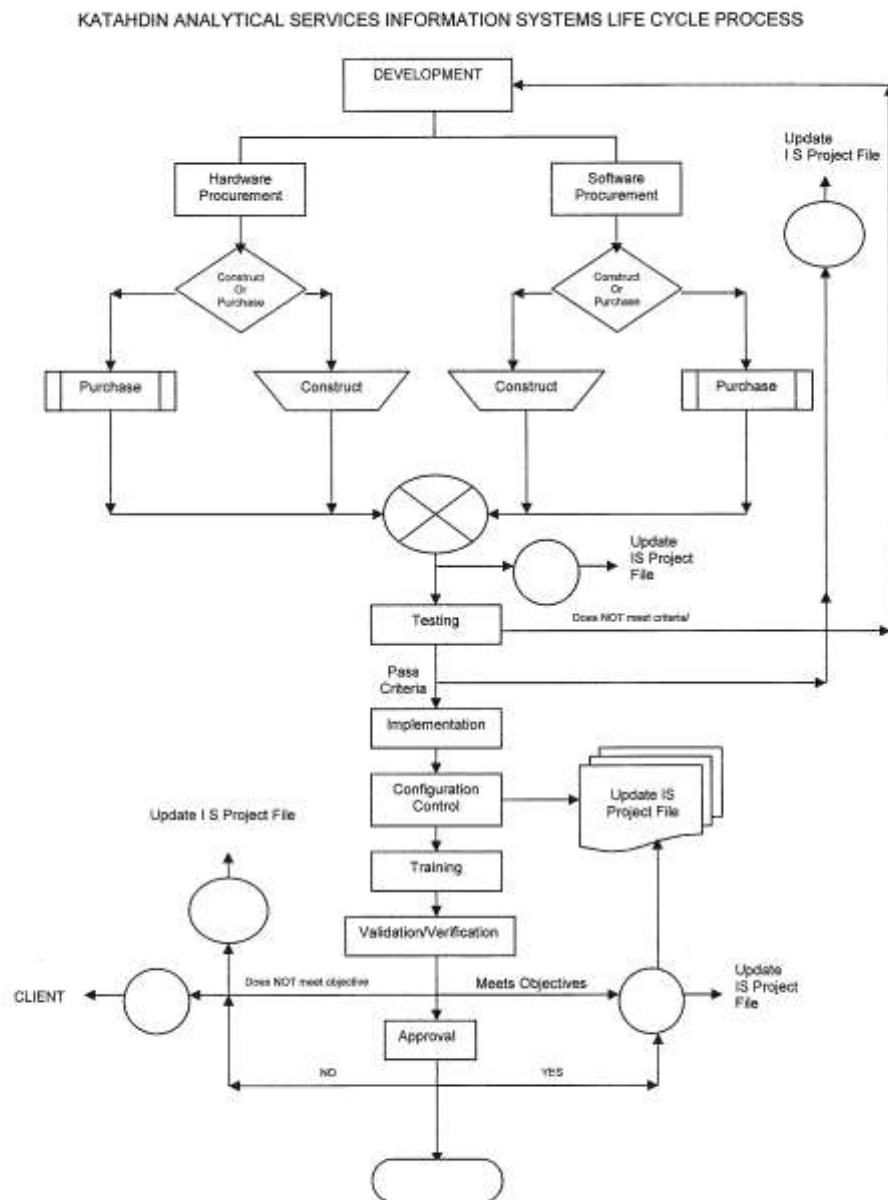 KATAHDIN ANALYTICAL SERVICES INFORMATION SYSTEMS LIFE CYCLE PROCESS
DEVELOPMENT
Update
I S Project File
Hardware
Procurement
Software
Procurement
Construct
Or
Purchase
Construct
Or
Purchase
Purchase
Construct
Construct
Purchase
Update
IS Project
File
Testing
Does NOT meet criteria/
Pass
Criteria
Implementation
Configuration
Control
Update IS
Project File
Update I S Project File
Training
Validation/Verification
CLIENT
Does NOT meet objective
Meets Objectives
Update
IS Project
File
Approval
NO
YES